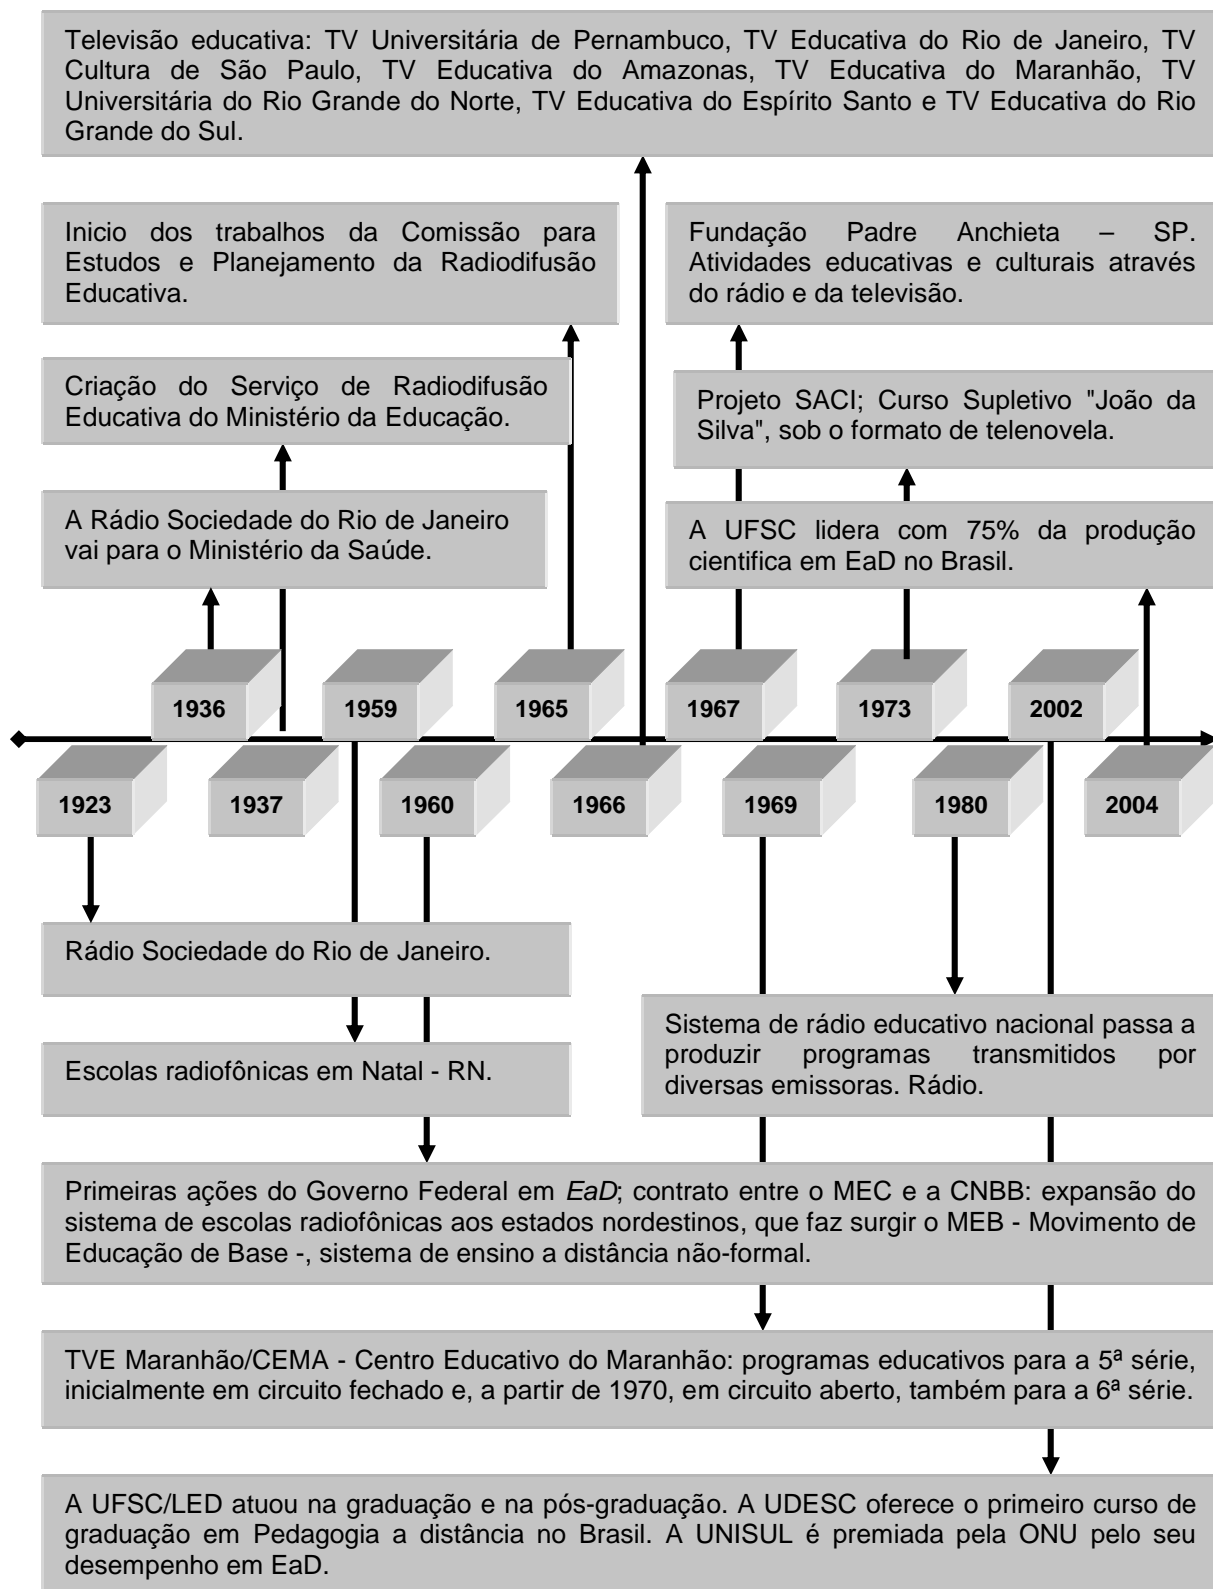 Televisão educativa: TV Universitária de Pernambuco, TV Educativa do Rio de Janeiro, TV
Cultura de São Paulo, TV Educativa do Amazonas, TV Educativa do Maranhão, TV
Universitária do Rio Grande do Norte, TV Educativa do Espírito Santo e TV Educativa do Rio
Grande do Sul.
Inicio dos trabalhos da Comissão para
Estudos e Planejamento da Radiodifusão
Educativa.
Fundação Padre Anchieta – SP.
Atividades educativas e culturais através
do rádio e da televisão.
Criação do Serviço de Radiodifusão
Educativa do Ministério da Educação.
Projeto SACI; Curso Supletivo "João da
Silva", sob o formato de telenovela.
A Rádio Sociedade do Rio de Janeiro
vai para o Ministério da Saúde.
A UFSC lidera com 75% da produção
cientifica em EaD no Brasil.
1936
1959
1965
1967
1973
2002
1923
1937
1960
1966
1969
1980
2004
Rádio Sociedade do Rio de Janeiro.
Escolas radiofônicas em Natal - RN.
Sistema de rádio educativo nacional passa a
produzir programas transmitidos por
diversas emissoras. Rádio.
Primeiras ações do Governo Federal em EaD; contrato entre o MEC e a CNBB: expansão do
sistema de escolas radiofônicas aos estados nordestinos, que faz surgir o MEB - Movimento de
Educação de Base -, sistema de ensino a distância não-formal.
TVE Maranhão/CEMA - Centro Educativo do Maranhão: programas educativos para a 5ª série,
inicialmente em circuito fechado e, a partir de 1970, em circuito aberto, também para a 6ª série.
A UFSC/LED atuou na graduação e na pós-graduação. A UDESC oferece o primeiro curso de
graduação em Pedagogia a distância no Brasil. A UNISUL é premiada pela ONU pelo seu
desempenho em EaD.